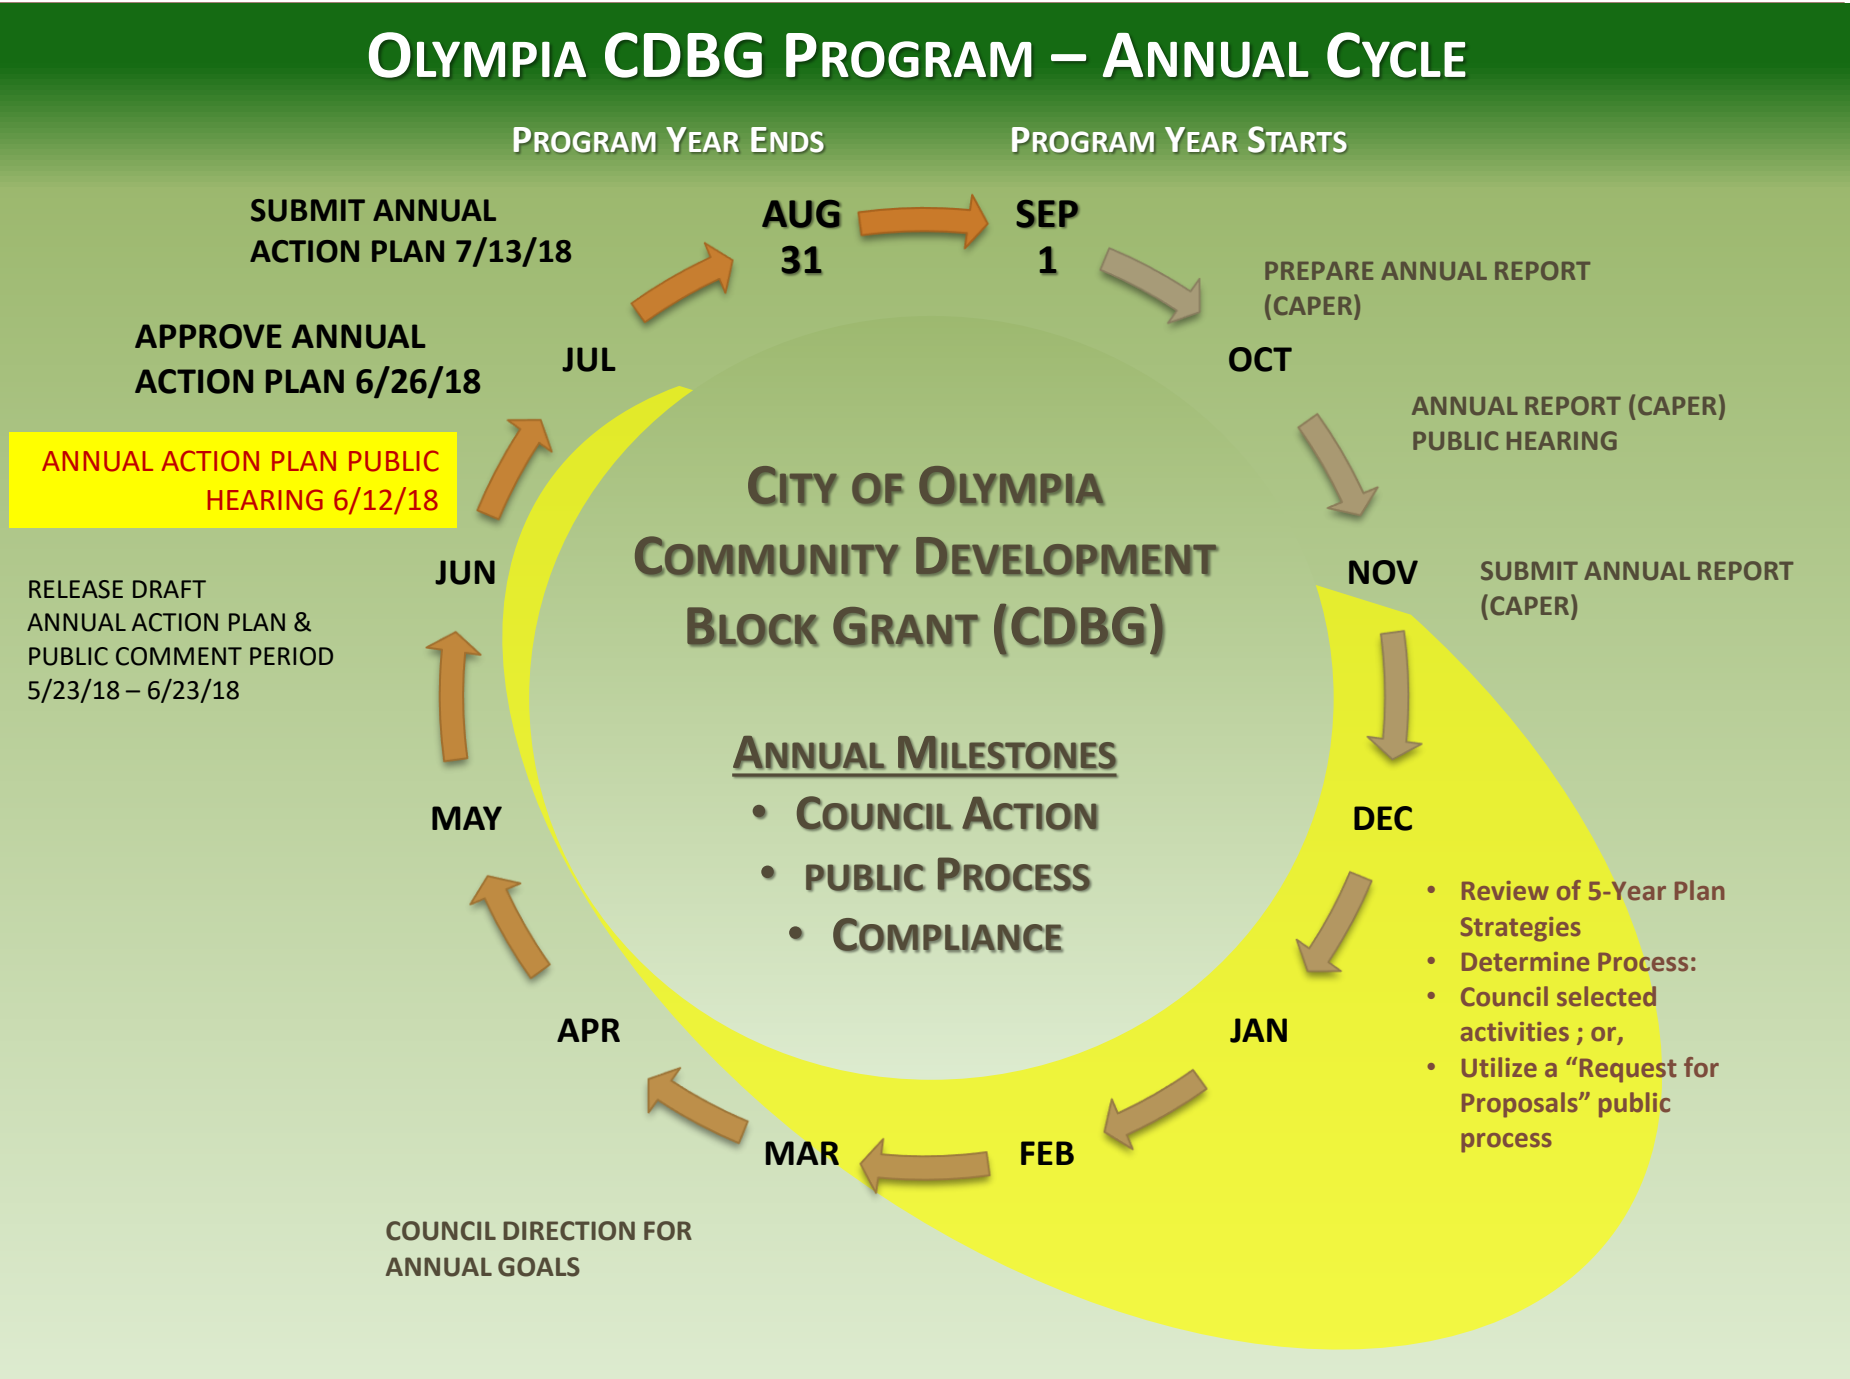 OLYMPIA CDBG PROGRAM – ANNUAL CYCLE
PROGRAM YEAR ENDS
PROGRAM YEAR STARTS
AUG
31
SEP
1
PREPARE ANNUAL REPORT
(CAPER)
OCT
ANNUAL REPORT (CAPER)
PUBLIC HEARING
NOV
SUBMIT ANNUAL REPORT
(CAPER)
DEC
• Review of 5-Year Plan
Strategies
• Determine Process:
• Council selected
activities ; or,
• Utilize a “Request for
Proposals” public
process
JAN
FEB
MAR
COUNCIL DIRECTION FOR
ANNUAL GOALS
APR
MAY
RELEASE DRAFT
ANNUAL ACTION PLAN &
PUBLIC COMMENT PERIOD
5/23/18 – 6/23/18
JUN
ANNUAL ACTION PLAN PUBLIC
HEARING 6/12/18
APPROVE ANNUAL
ACTION PLAN 6/26/18
JUL
SUBMIT ANNUAL
ACTION PLAN 7/13/18
CITY OF OLYMPIA
COMMUNITY DEVELOPMENT
BLOCK GRANT (CDBG)
ANNUAL MILESTONES
• COUNCIL ACTION
• PUBLIC PROCESS
• COMPLIANCE